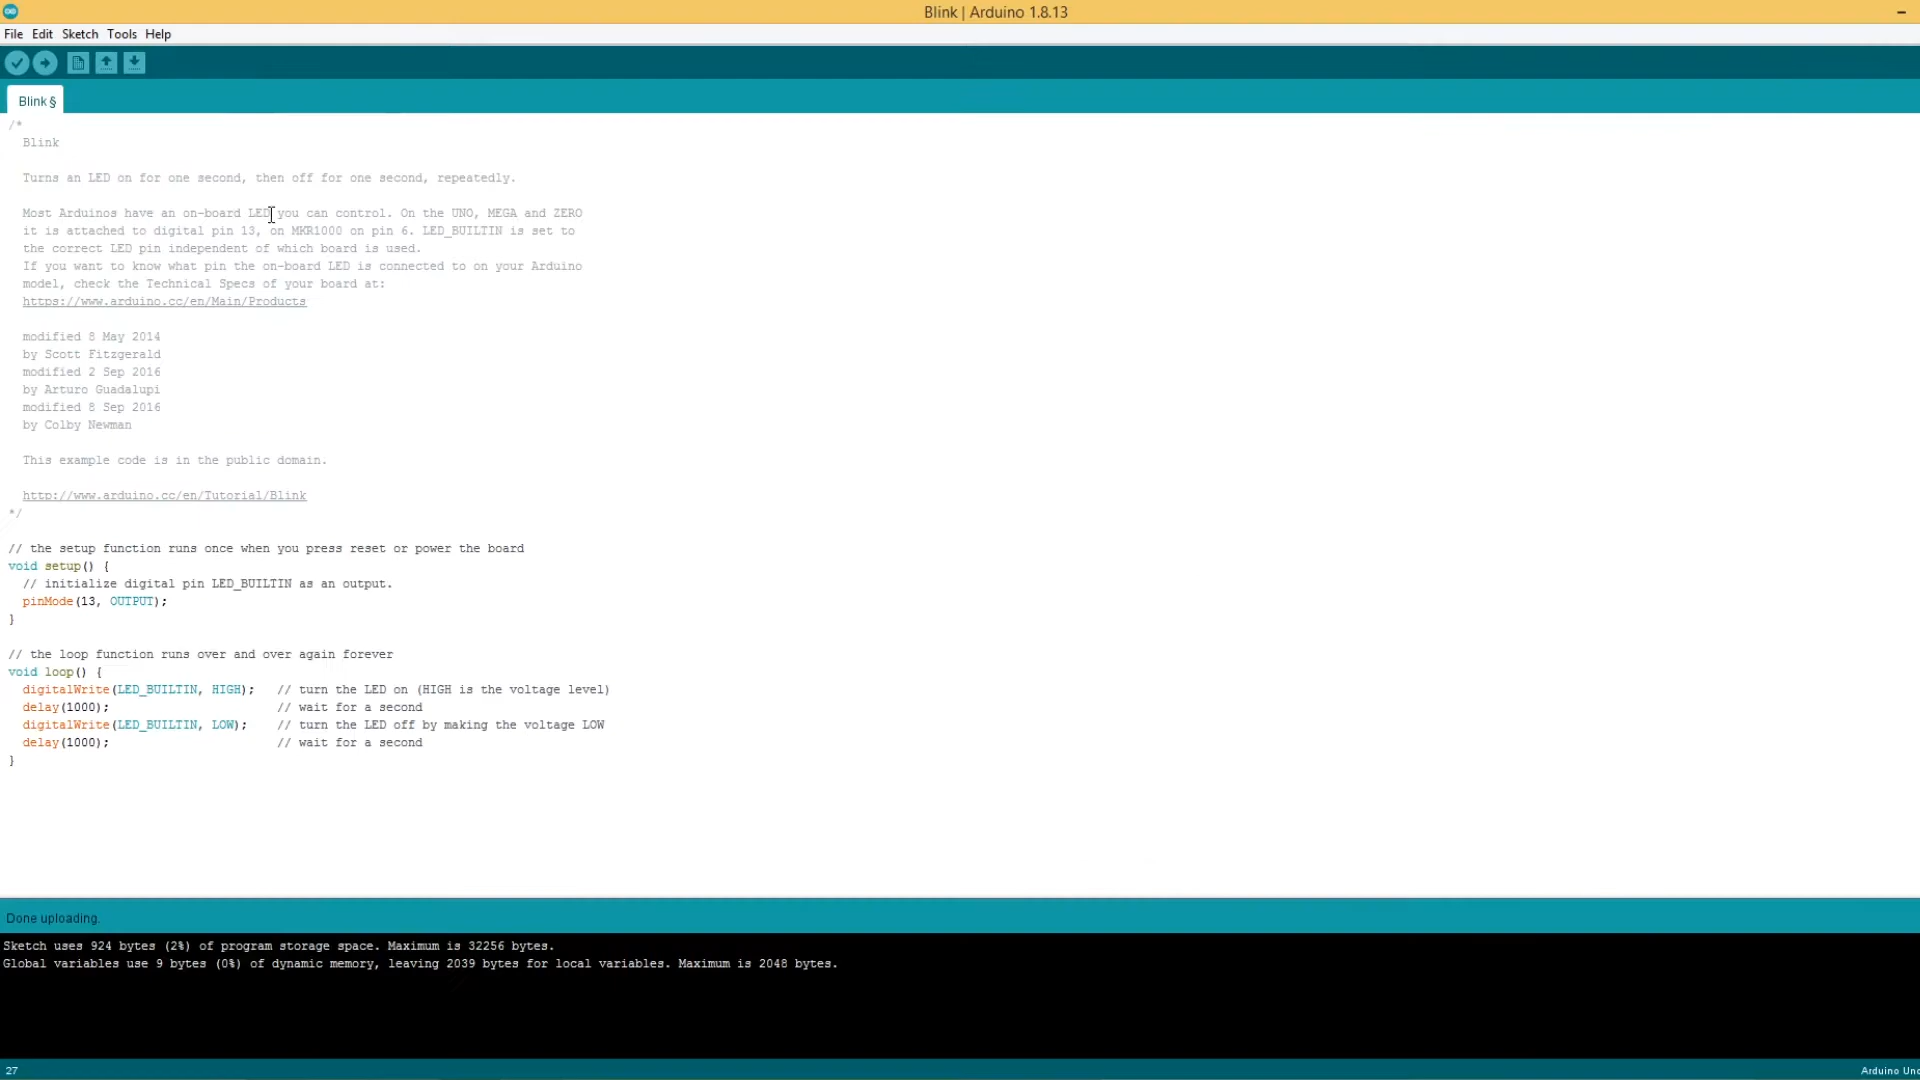 Blink | Arduino 1.8.13
File Edit Sketch Tools Help
Blink §
/*
Blink
Turns an LED on for one second, then off for one second, repeatedly.
Most Arduinos have an on-board LED you can control. On the UNO, MEGA and ZERO
it is attached to digital pin 13, on MKR1000 on pin 6. LED_BUILTIN is set to
the correct LED pin independent of which board is used.
If you want to know what pin the on-board LED is connected to on your Arduino
model, check the Technical Specs of your board at:
https://www.arduino.cc/en/Main/Products
modified 8 May 2014
by Scott Fitzgerald
modified 2 Sep 2016
by Arturo Guadalupi
modified 8 Sep 2016
by Colby Newman
This example code is in the public domain.
http://www.arduino.cc/en/Tutorial/Blink
*/
// the setup function runs once when you press reset or power the board
void setup() {
// initialize digital pin LED_BUILTIN as an output.
pinMode(13, OUTPUT);
}
// the loop function runs over and over again forever
void loop() {
digitalWrite(LED_BUILTIN, HIGH); // turn the LED on (HIGH is the voltage level)
delay(1000); // wait for a second
digitalWrite(LED_BUILTIN, LOW); // turn the LED off by making the voltage LOW
delay(1000); // wait for a second
}
Done uploading.
Sketch uses 924 bytes (2%) of program storage space. Maximum is 32256 bytes.
Global variables use 9 bytes (0%) of dynamic memory, leaving 2039 bytes for local variables. Maximum is 2048 bytes.
27
Arduino Uno